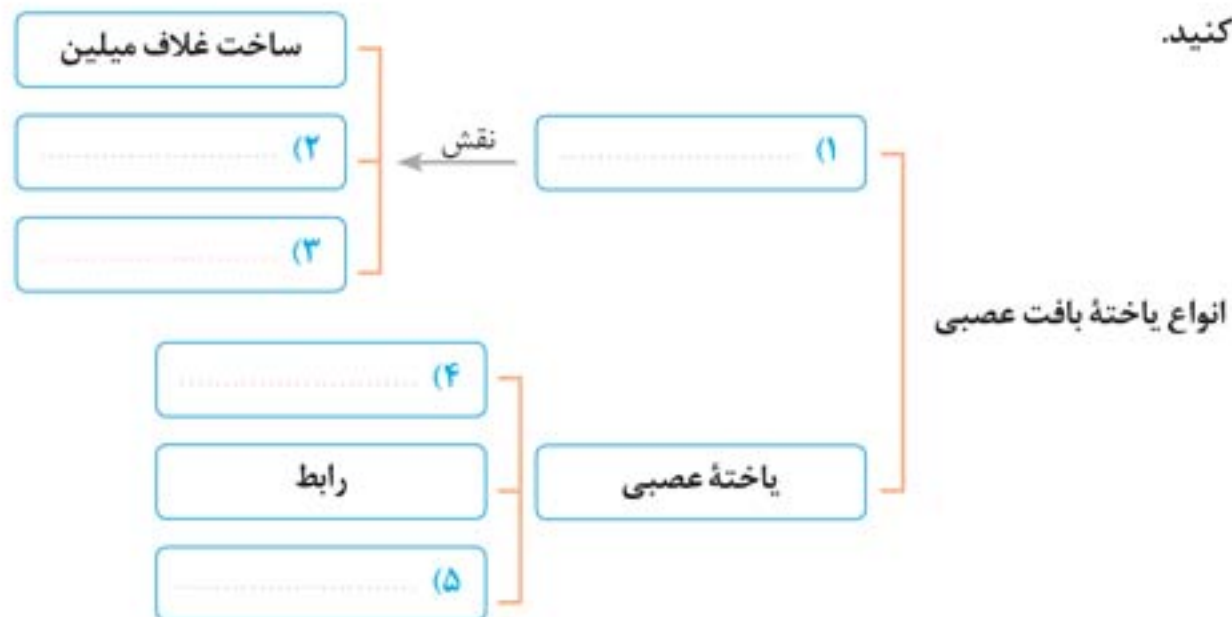 کنید.
ساخت غلاف میلین
نقش
۱) ..............................
۲) ..............................
۳) ..............................
انواع یاختهٔ بافت عصبی
۴) ..............................
یاختهٔ عصبی
رابط
۵) ..............................